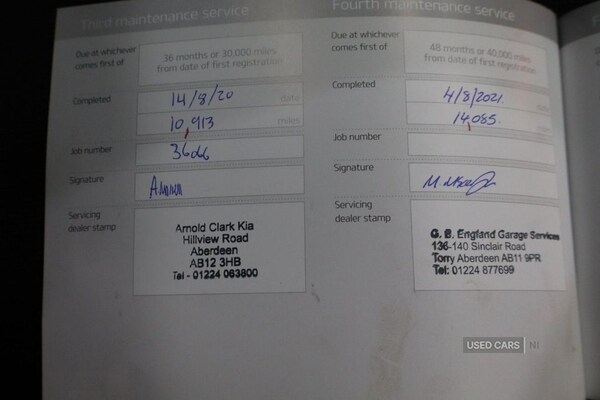 Third maintenance service
Due at whichever
comes first of
36 months or 30,000 miles
from date of first registration
Completed
14/8/20 date
10,913 miles
Job number
3606
Signature
Servicing
dealer stamp
Arnold Clark Kia
Hillview Road
Aberdeen
AB12 3HB
Tel - 01224 063800
Fourth maintenance service
Due at whichever
comes first of
48 months or 40,000 miles
from date of first registration
Completed
4/8/2021
14,085
Job number
Signature
Servicing
dealer stamp
G. B. England Garage Services
136-140 Sinclair Road
Torry Aberdeen AB11 9PR
Tel: 01224 877699
F
USED CARS NI